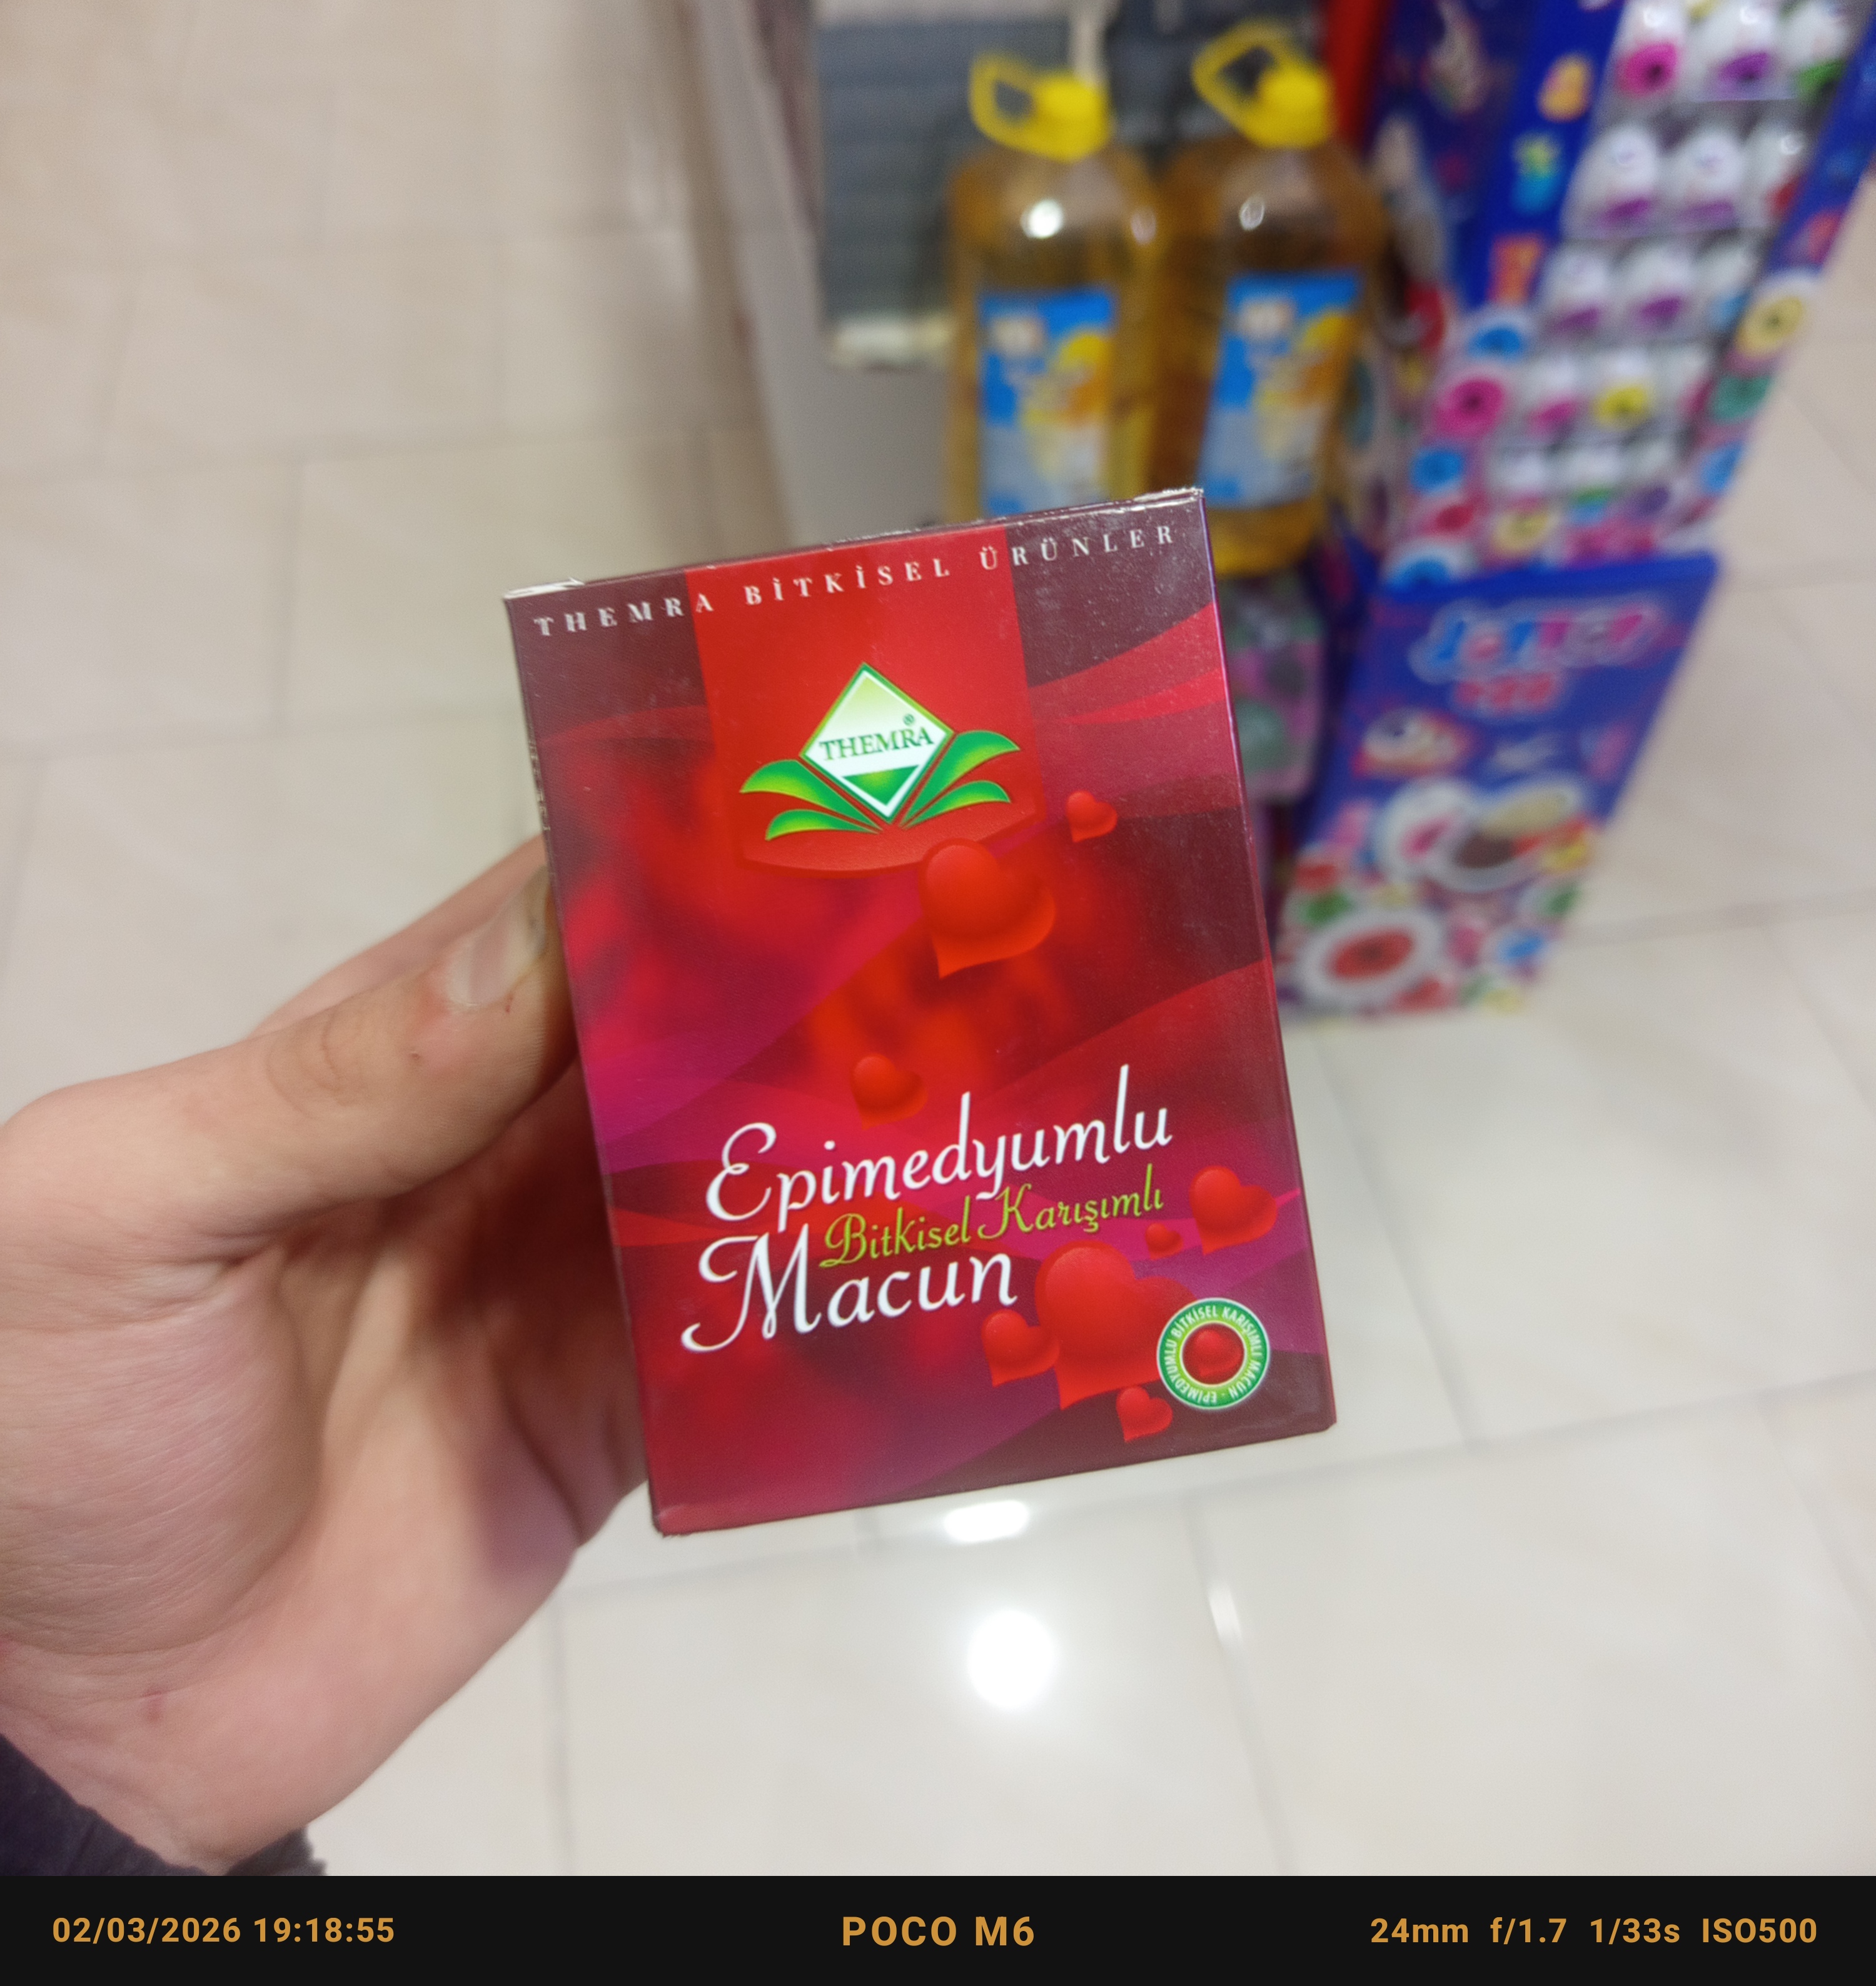 THEMRA BİTKİSEL ÜRÜNLER
THEMRA®
Epimedyumlu
Bitkisel Karışımlı
Macun
EPİMEDYUMLU BİTKİSEL KARIŞIMLI MACUN -
02/03/2026 19:18:55
POCO M6
24mm f/1.7 1/33s ISO500